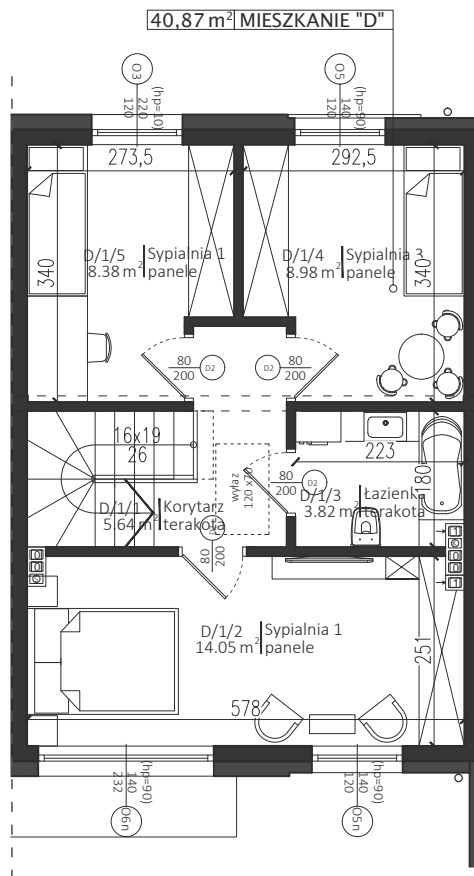 40,87 m² MIESZKANIE "D"
O3
(hp=10)
220
120
O5
(hp=90)
140
120
273,5
292,5
340
D/1/5 Sypialnia 1
8.38 m² panele
D/1/4 Sypialnia 3
8.98 m² panele
340
80
200
D2
D2
80
200
16x19
26
wyłaz
120 x70
223
180
80
200
D2
D/1/1 Korytarz
5.64 m² terakota
D/1/3 Łazienk
3.82 m² terakota
80
200
1
D/1/2 Sypialnia 1
14.05 m² panele
251
578
(hp=90)
140
232
O6n
(hp=90)
140
120
O5n